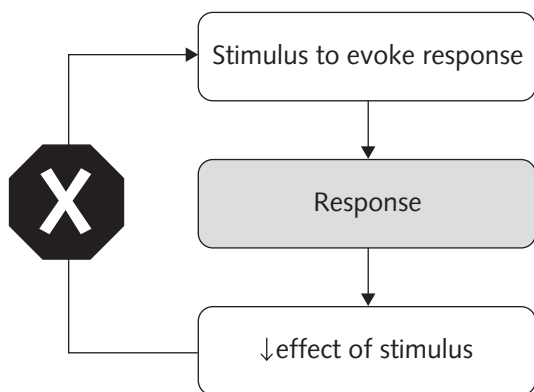 Stimulus to evoke response
X
Response
↓effect of stimulus